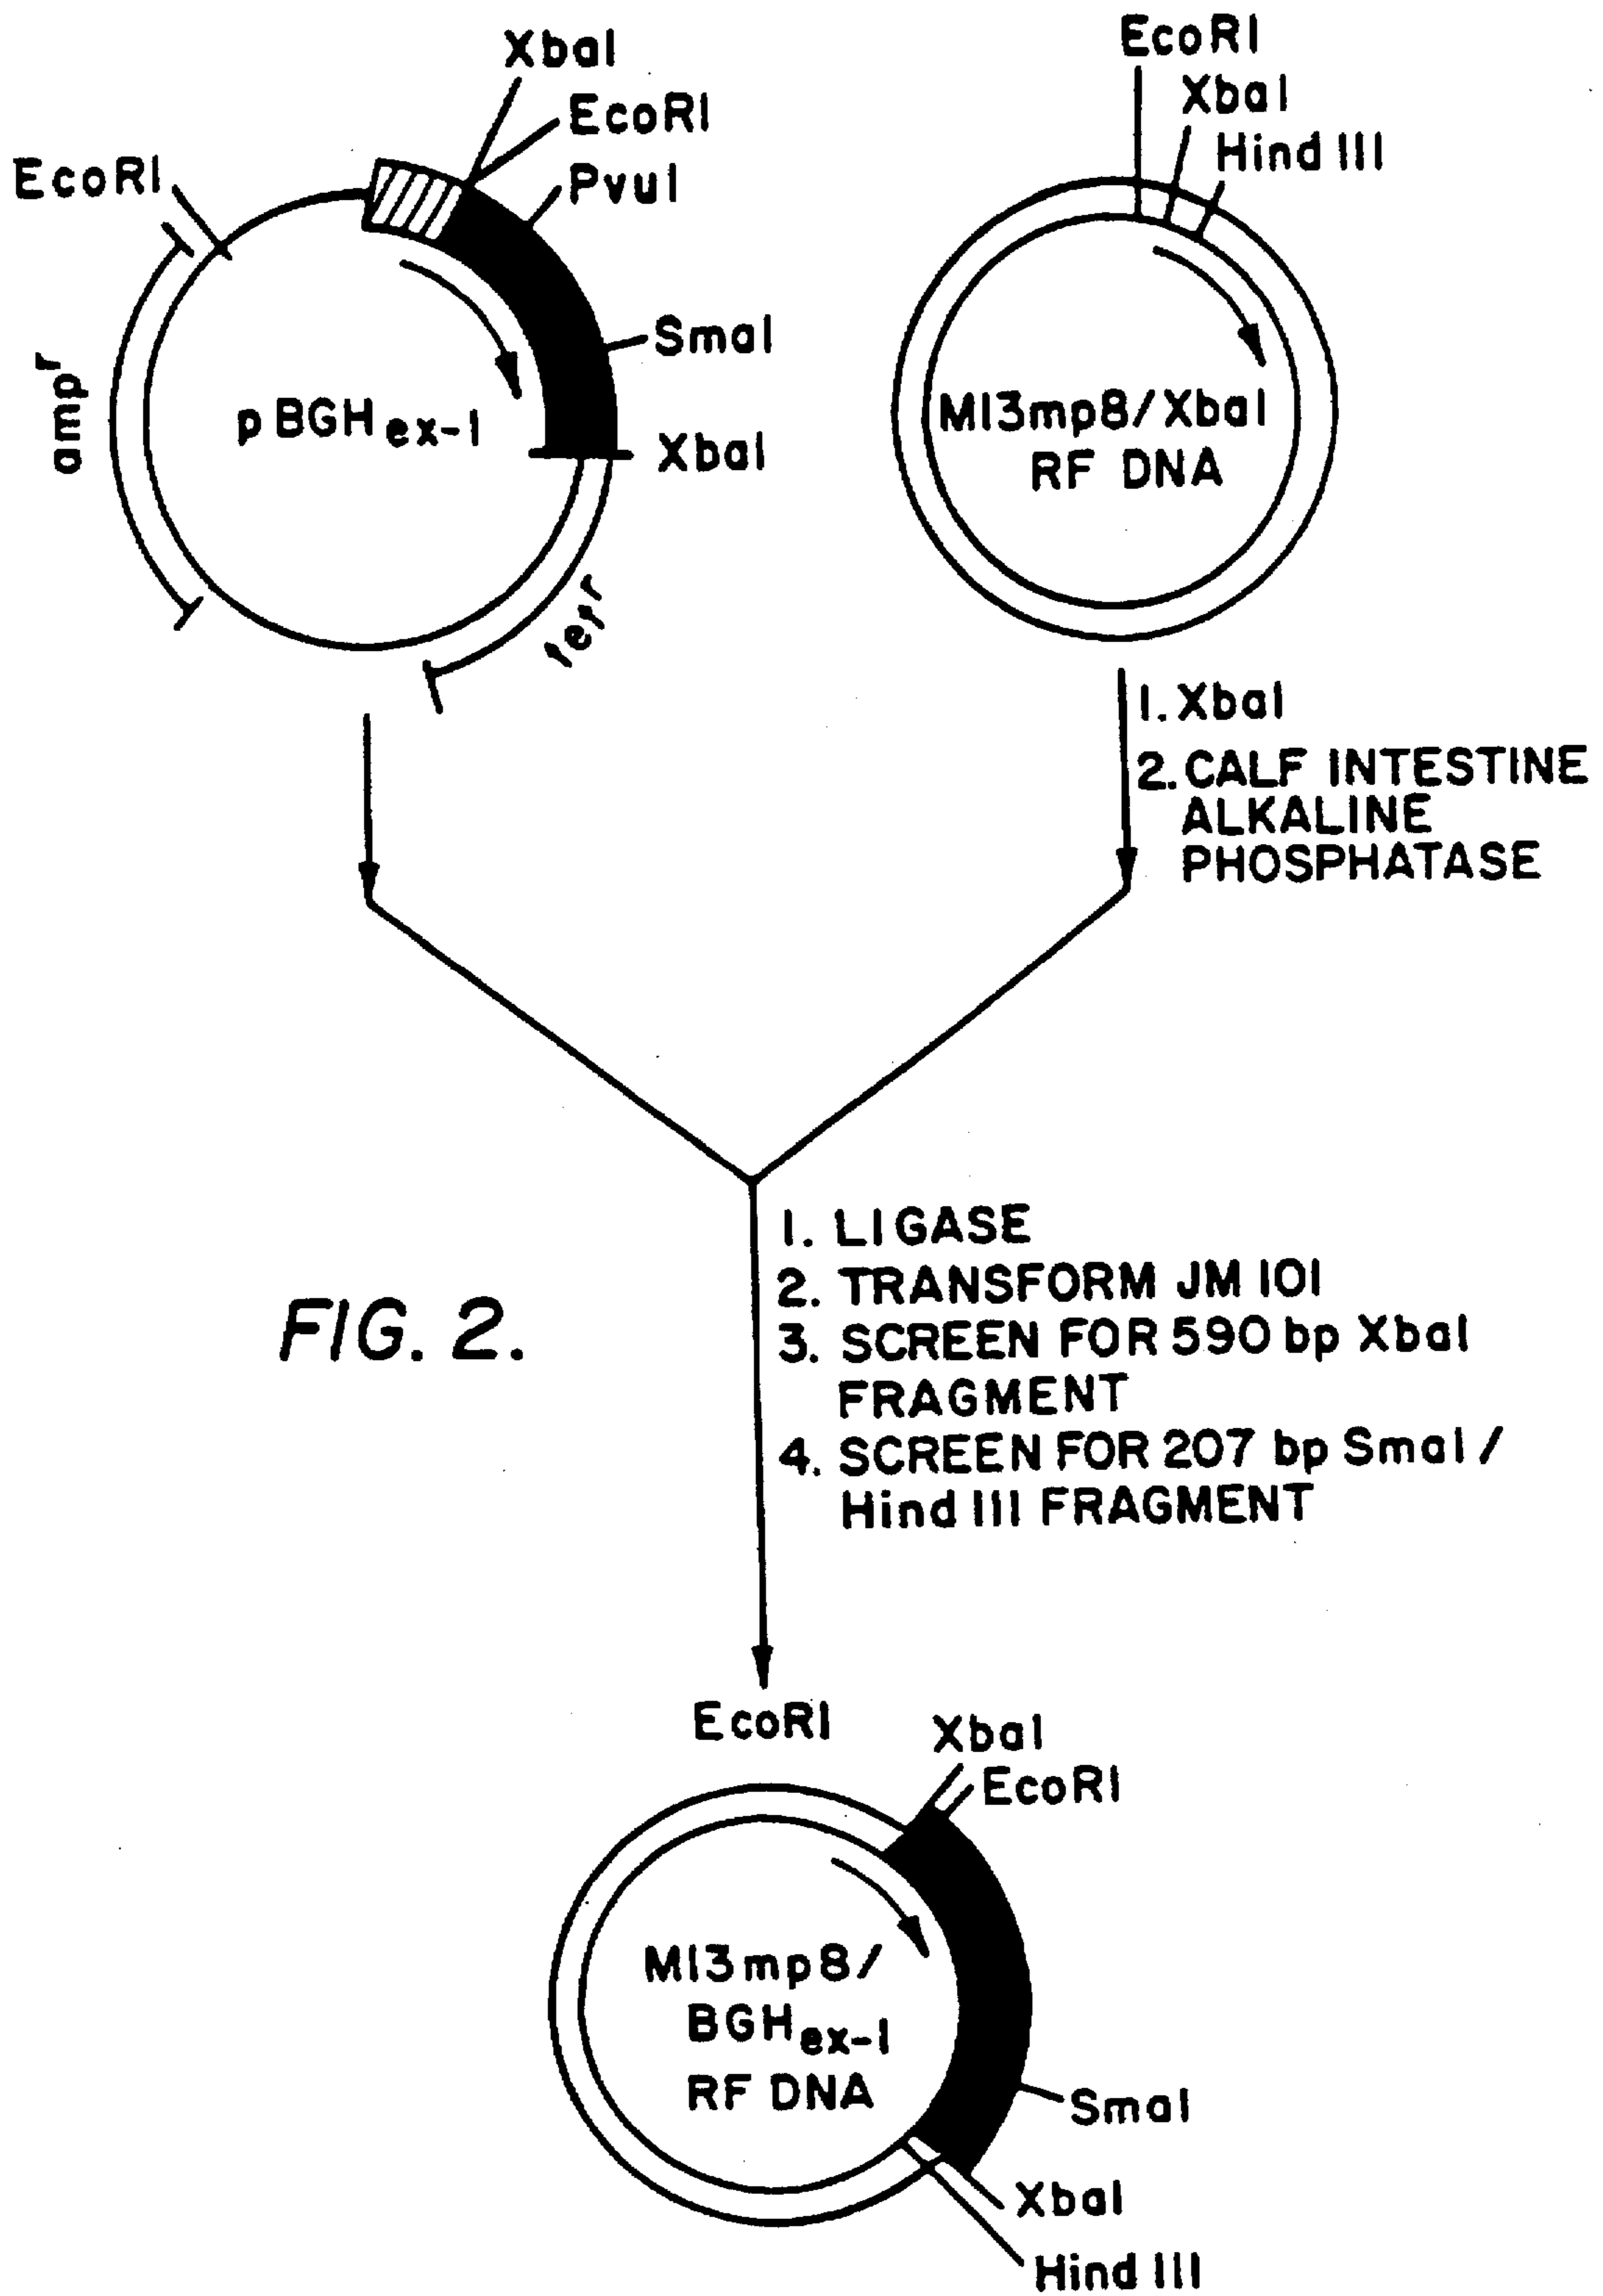 XbaI
EcoRI
EcoRI
PvuI
SmaI
amp^r
pBGH_ex-1
XbaI
tet^r
EcoRI
XbaI
Hind III
M13mp8/XbaI
RF DNA
1. XbaI
2. CALF INTESTINE
ALKALINE
PHOSPHATASE
1. LIGASE
2. TRANSFORM JM 101
3. SCREEN FOR 590 bp XbaI
FRAGMENT
4. SCREEN FOR 207 bp SmaI /
Hind III FRAGMENT
FIG. 2.
EcoRI
XbaI
EcoRI
M13mp8/
BGH_ex-1
RF DNA
SmaI
XbaI
Hind III